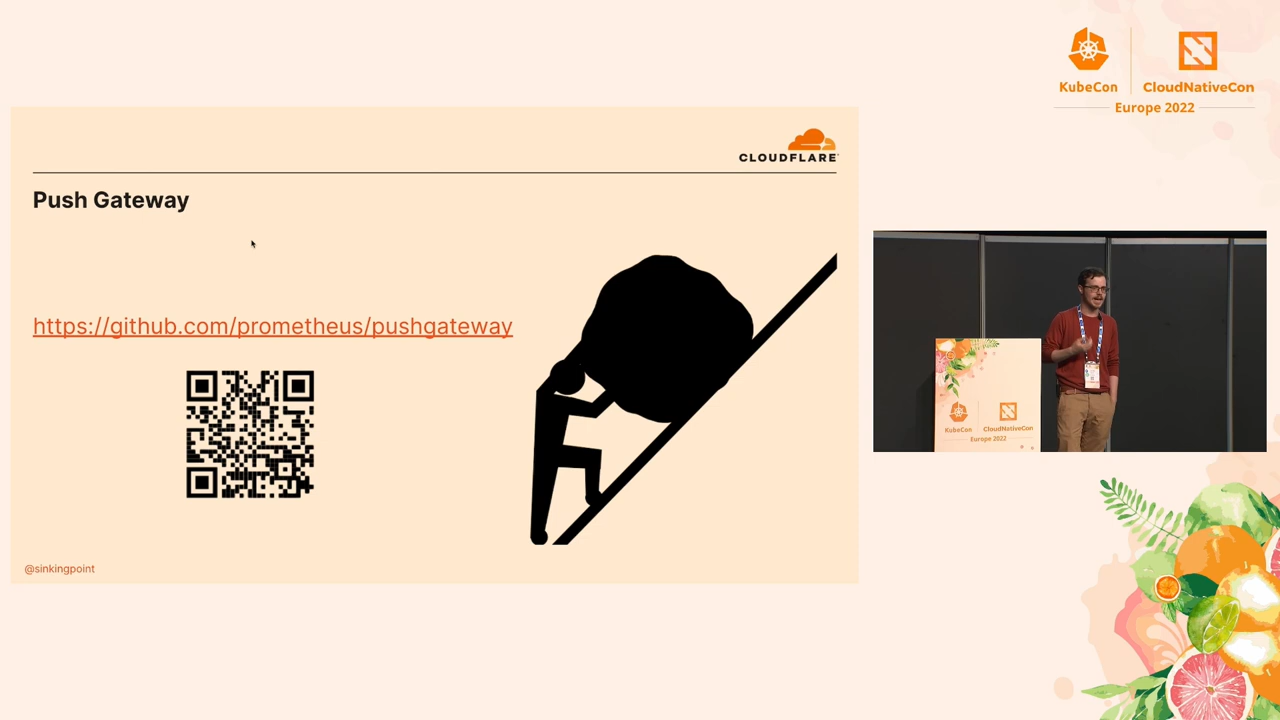 KubeCon
CloudNativeCon
Europe 2022
CLOUDFLARE
Push Gateway
https://github.com/prometheus/pushgateway
@sinkingpoint
KubeCon
CloudNativeCon
Europe 2022